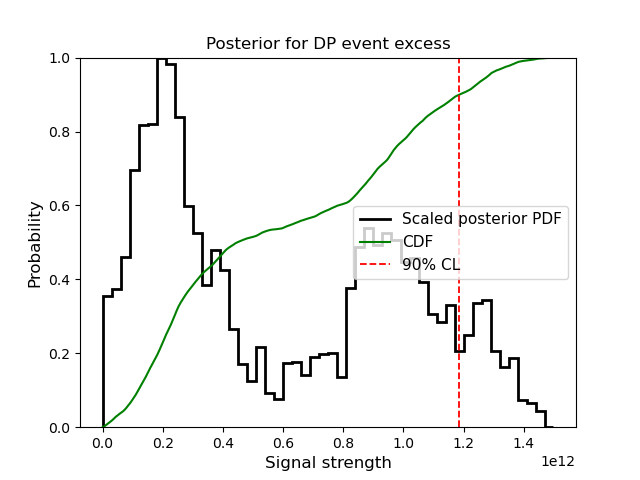 Posterior for DP event excess
Probability
1.0
0.8
0.6
0.4
0.2
0.0
Scaled posterior PDF
CDF
90% CL
0.0 0.2 0.4 0.6 0.8 1.0 1.2 1.4
1e12
Signal strength